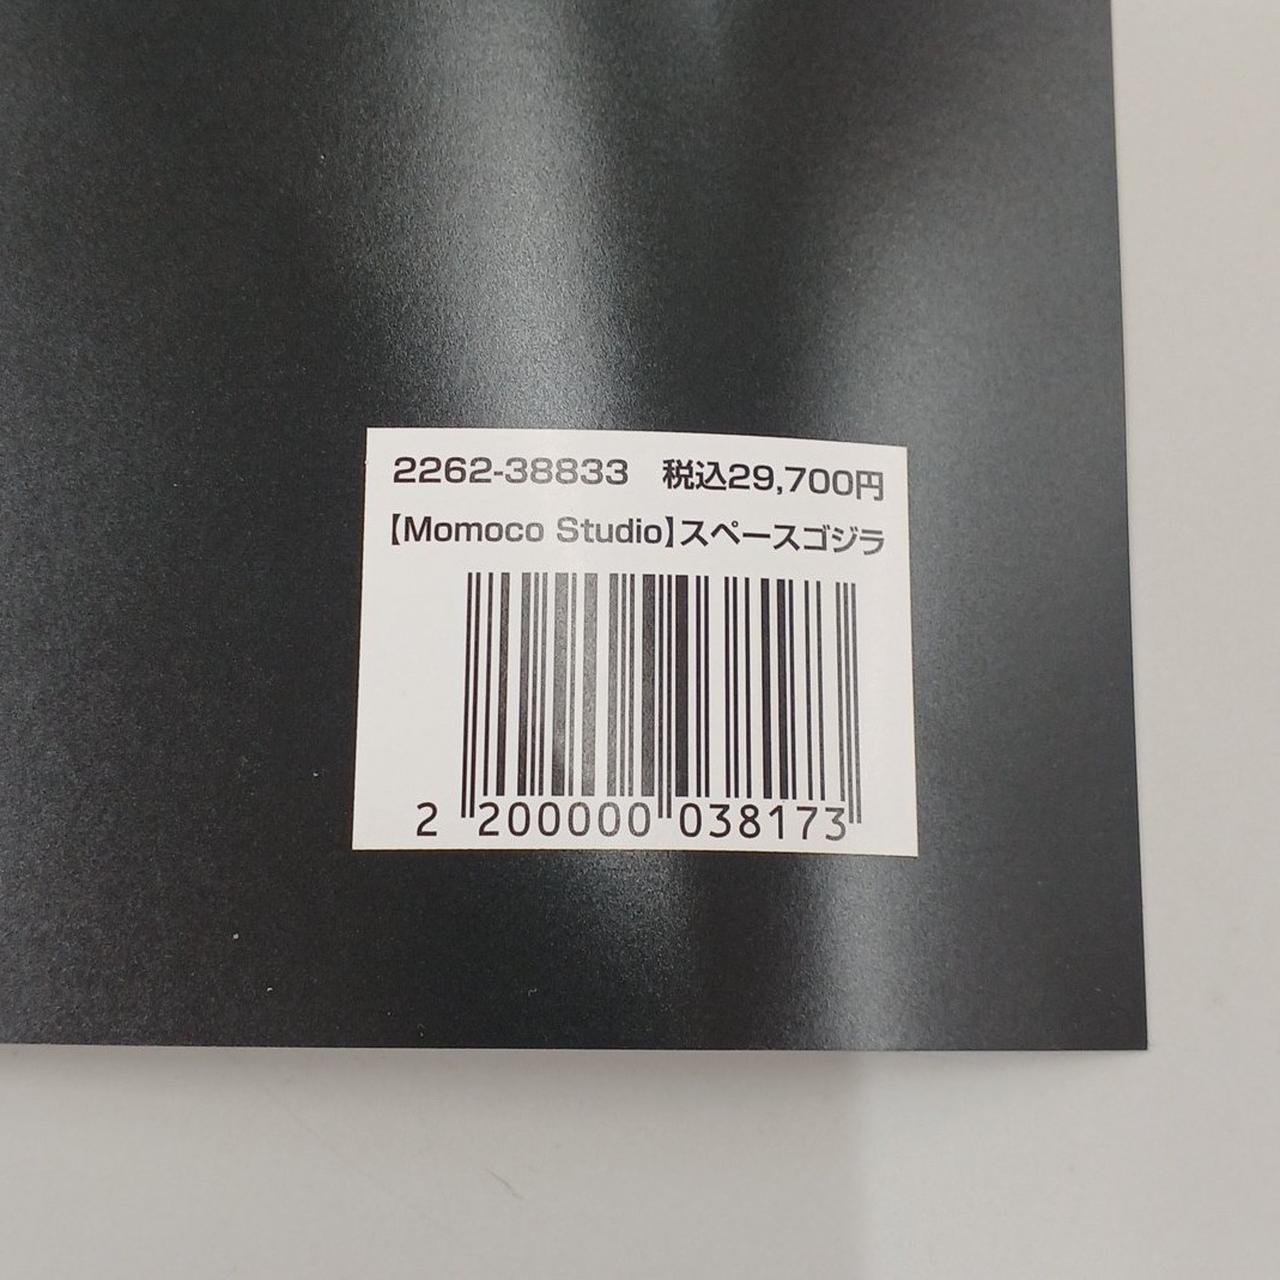 2262-38833 税込29,700円
【Momoco Studio】スペースゴジラ
2 200000 038173